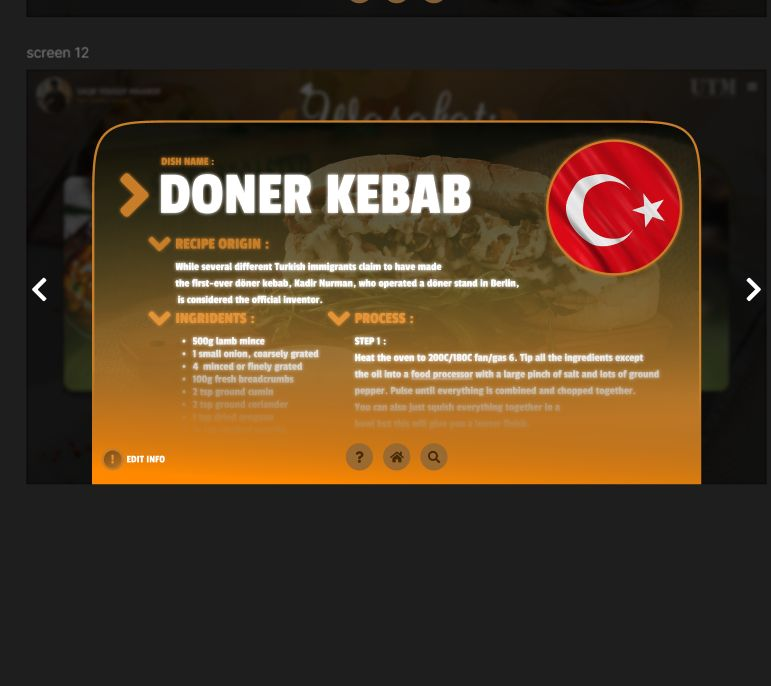 screen 12
UTM
Wasafat
DISH NAME :
DONER KEBAB
RECIPE ORIGIN :
While several different Turkish immigrants claim to have made
the first-ever döner kebab, Kadir Nurman, who operated a döner stand in Berlin,
is considered the official inventor.
INGRIDENTS :
• 500g lamb mince
• 1 small onion, coarsely grated
• 4 minced or finely grated
• 100g fresh breadcrumbs
• 2 tsp ground cumin
• 2 tsp ground coriander
• 1 tsp dried oregano
PROCESS :
STEP 1 :
Heat the oven to 200C/180C fan/gas 6. Tip all the ingredients except
the oil into a food processor with a large pinch of salt and lots of ground
pepper. Pulse until everything is combined and chopped together.
You can also just squish everything together in a
bowl but this will give you a looser finish.
! EDIT INFO
?